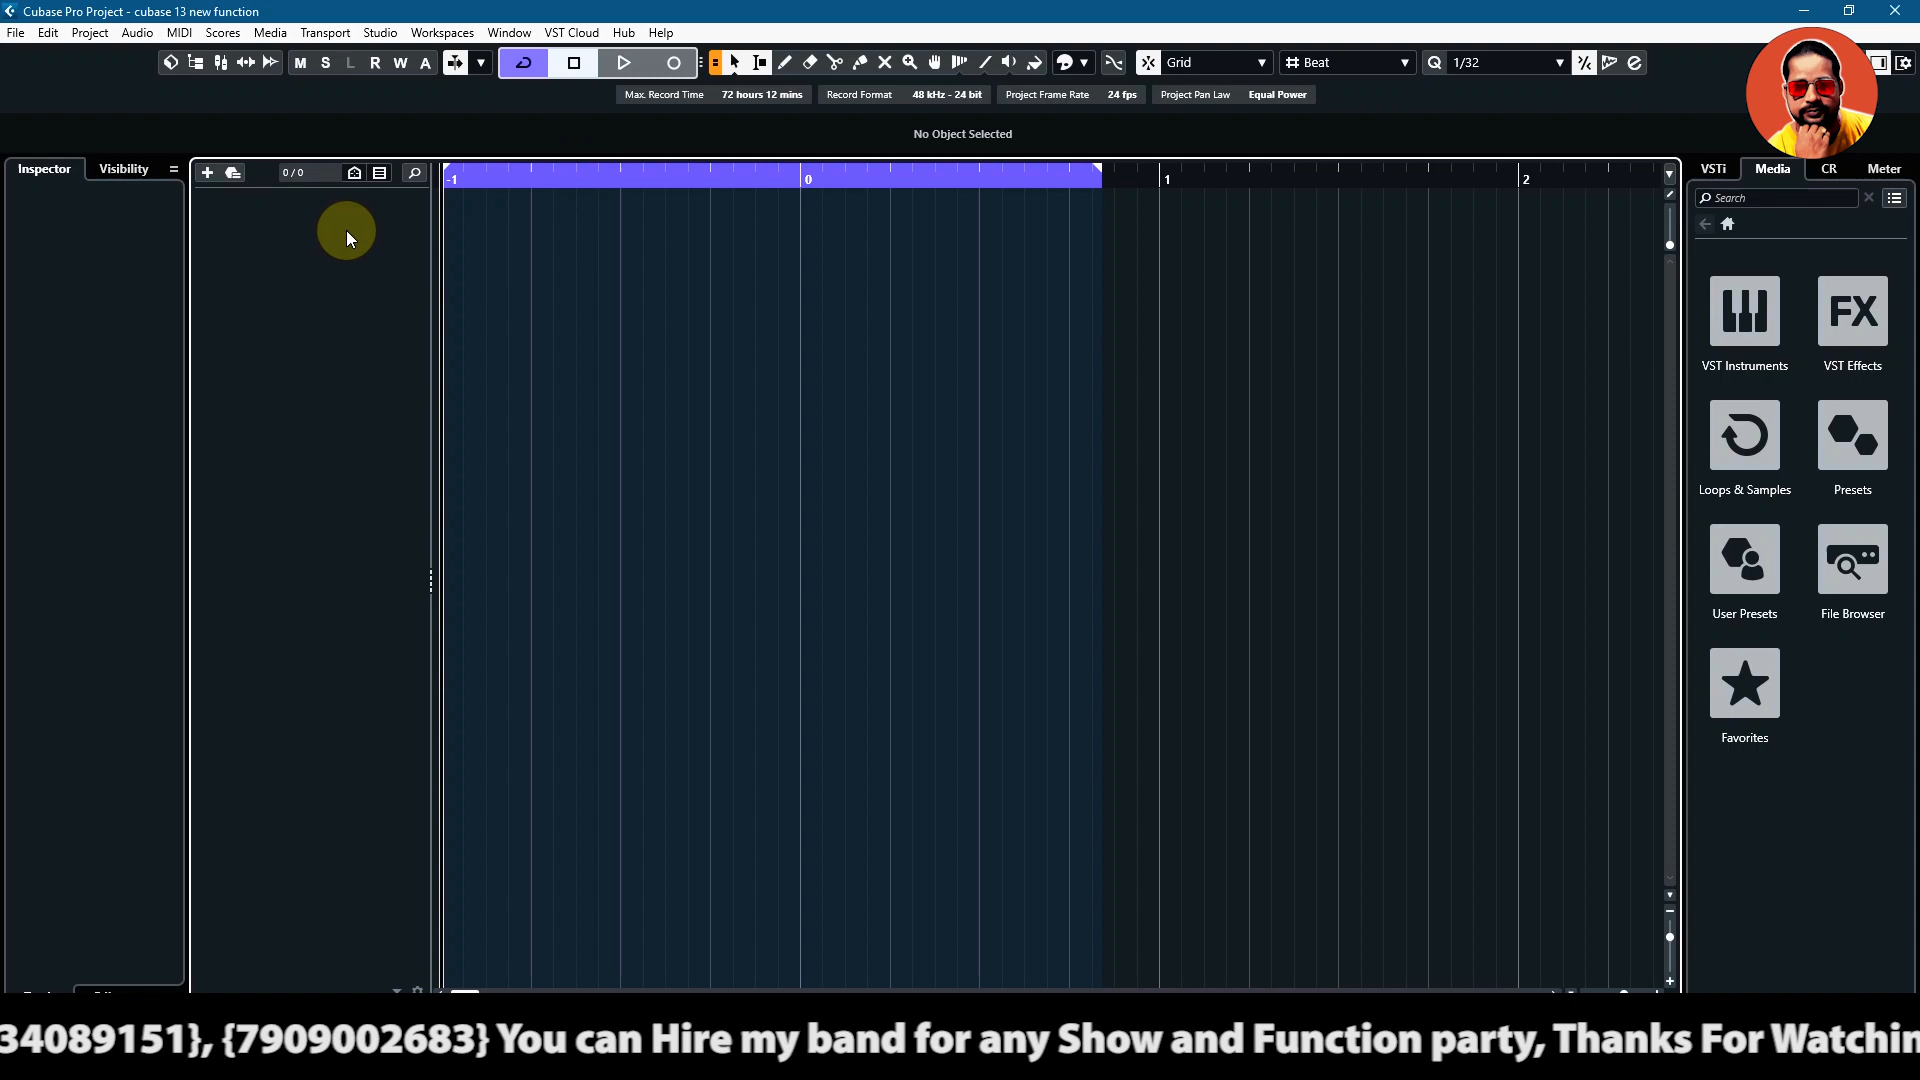 Cubase Pro Project - cubase 13 new function
File Edit Project Audio MIDI Scores Media Transport Studio Calculators Workspaces Window VST Cloud Hub Help
M S L R W A Grid Beat Q 1/32
Max. Record Time 72 hours 12 mins Record Format 48 kHz - 24 bit Project Frame Rate 24 fps Project Pan Law Equal Power
No Object Selected
Inspector Visibility 0 / 0 -1 0 1 2 VSTi Media CR Meter
Search
FX
VST Instruments VST Effects
Loops & Samples Presets
User Presets File Browser
Favorites
34089151}, {7909002683} You can Hire my band for any Show and Function party, Thanks For Watchin